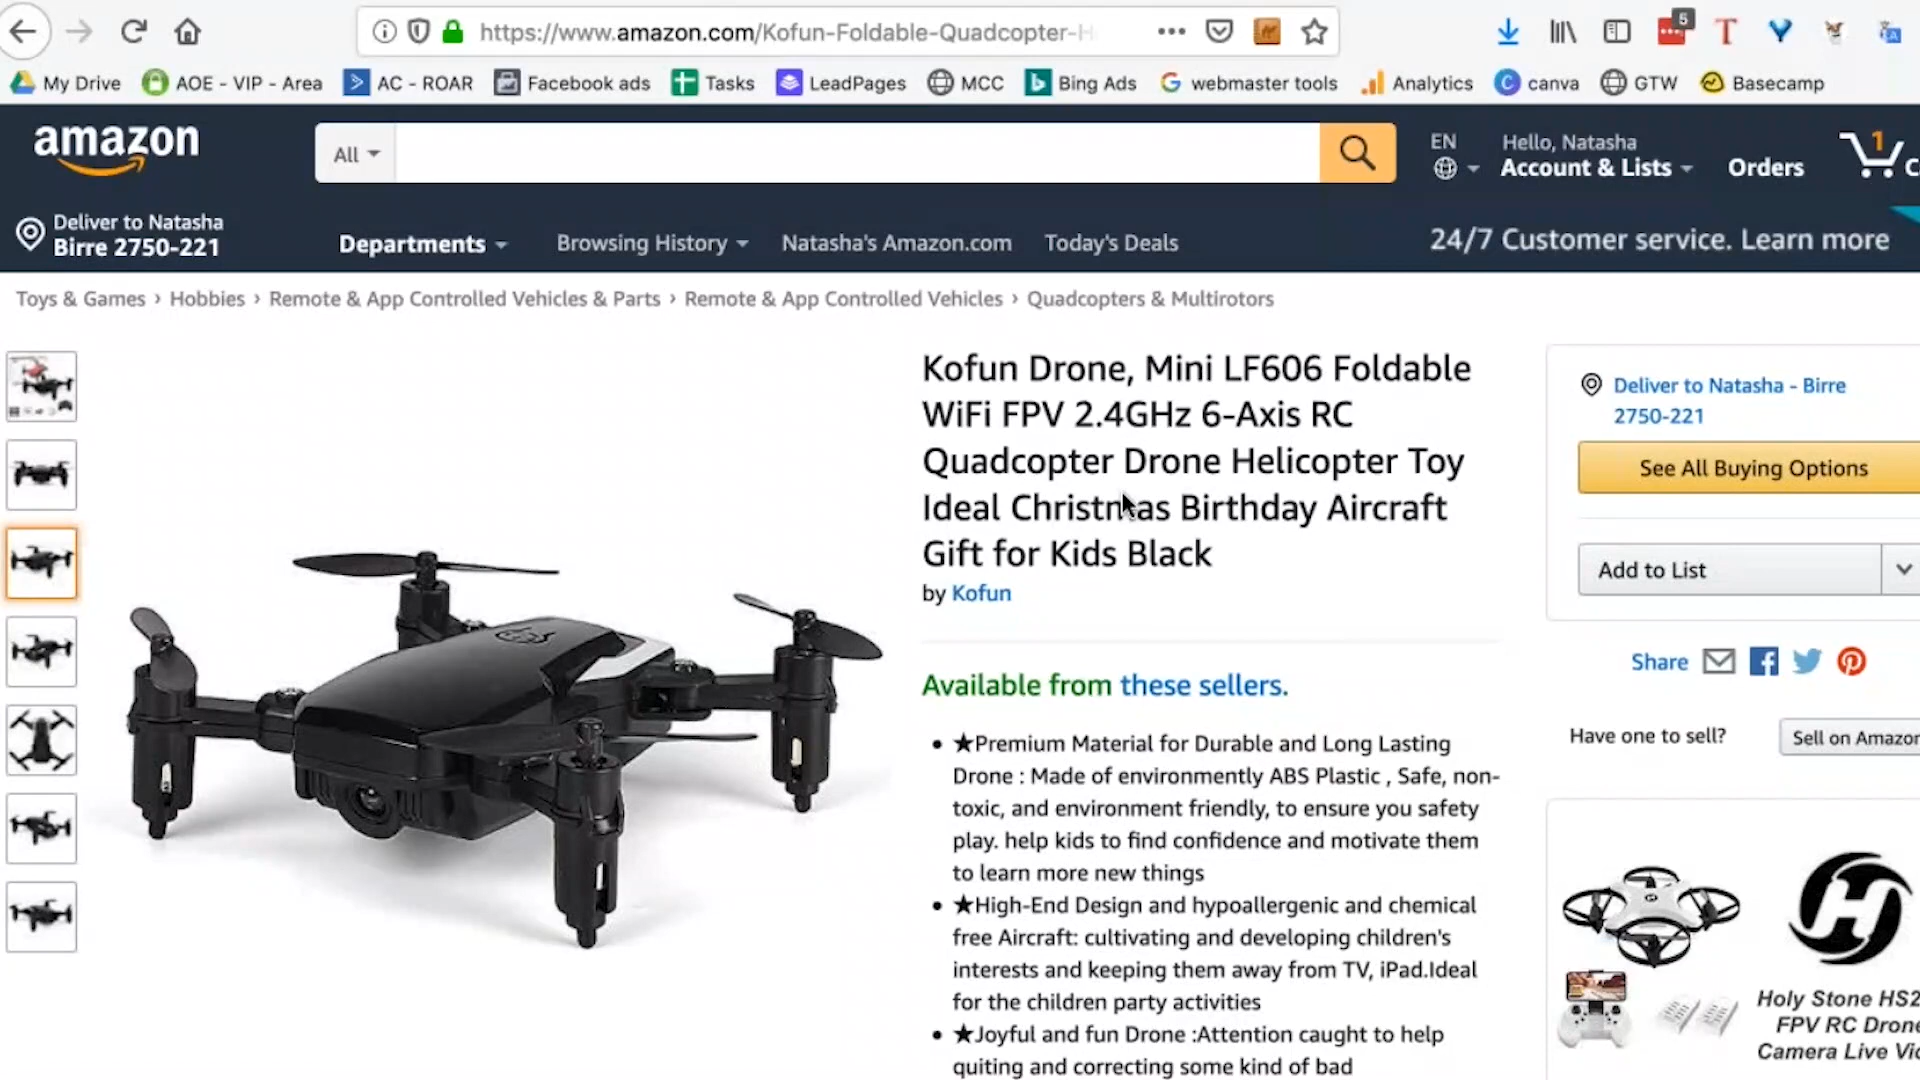 https://www.amazon.com/Kofun-Foldable-Quadcopter-H
5
My Drive
AOE - VIP - Area
AC - ROAR
Facebook ads
Tasks
LeadPages
MCC
Bing Ads
webmaster tools
Analytics
canva
GTW
Basecamp
amazon
All
EN
Hello, Natasha
Account & Lists
Orders
1
Deliver to Natasha
Birre 2750-221
Departments
Browsing History
Natasha's Amazon.com
Today's Deals
24/7 Customer service. Learn more
Toys & Games › Hobbies › Remote & App Controlled Vehicles & Parts › Remote & App Controlled Vehicles › Quadcopters & Multirotors
Kofun Drone, Mini LF606 Foldable
WiFi FPV 2.4GHz 6-Axis RC
Quadcopter Drone Helicopter Toy
Ideal Christmas Birthday Aircraft
Gift for Kids Black
by Kofun
Available from these sellers.
• ★Premium Material for Durable and Long Lasting
Drone : Made of environmently ABS Plastic , Safe, non-
toxic, and environment friendly, to ensure you safety
play. help kids to find confidence and motivate them
to learn more new things
• ★High-End Design and hypoallergenic and chemical
free Aircraft: cultivating and developing children's
interests and keeping them away from TV, iPad.Ideal
for the children party activities
• ★Joyful and fun Drone :Attention caught to help
quiting and correcting some kind of bad
Deliver to Natasha - Birre
2750-221
See All Buying Options
Add to List
Share
Have one to sell?
Sell on Amazon
Holy Stone HS2
FPV RC Drone
Camera Live Vi